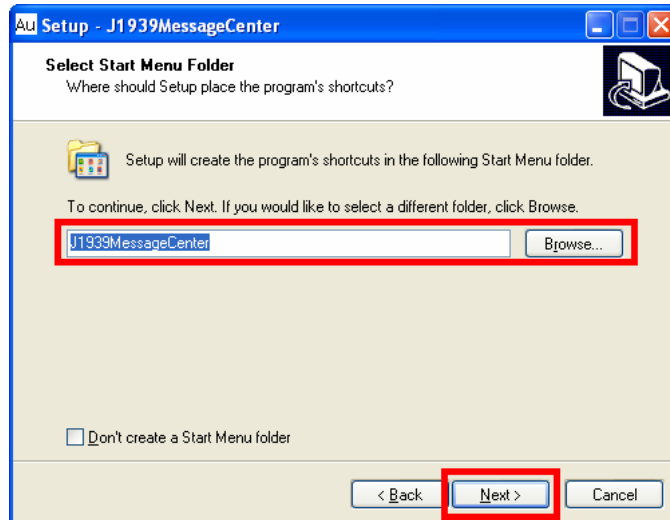 Au Setup - J1939MessageCenter
Select Start Menu Folder
Where should Setup place the program's shortcuts?
Setup will create the program's shortcuts in the following Start Menu folder.
To continue, click Next. If you would like to select a different folder, click Browse.
J1939MessageCenter Browse...
Don't create a Start Menu folder
< Back Next > Cancel